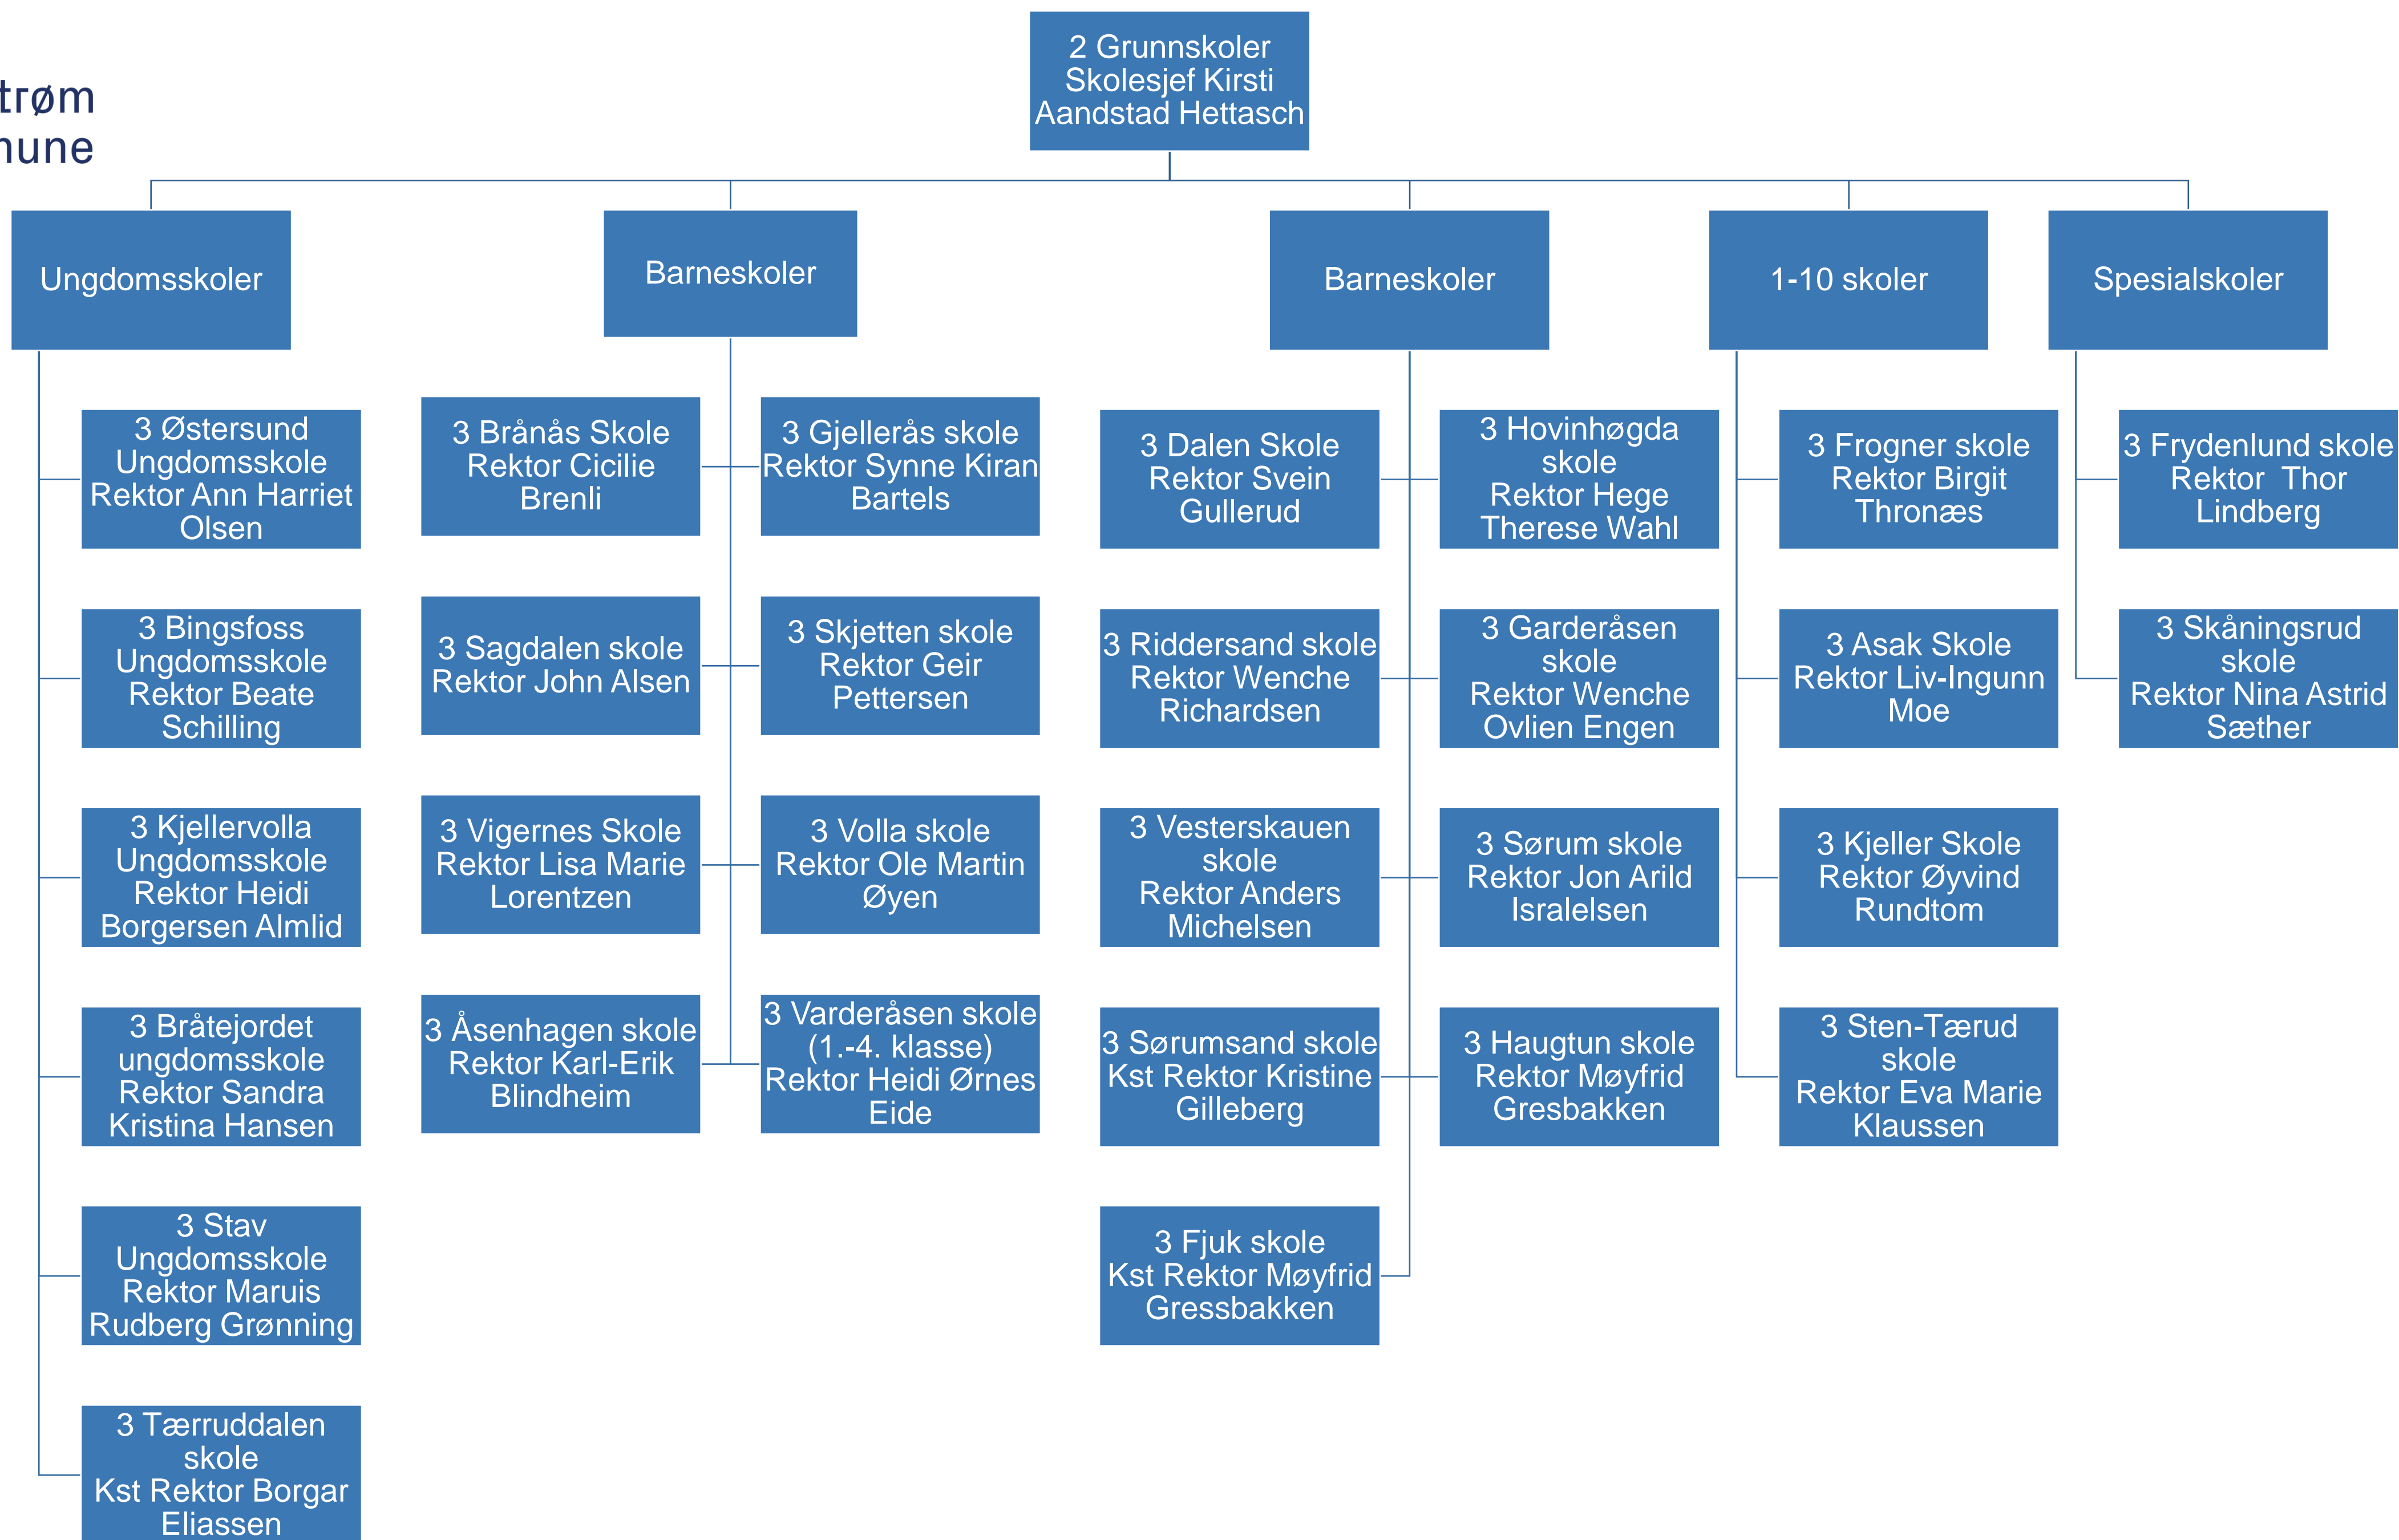 trøm
mune
2 Grunnskoler
Skolesjef Kirsti
Aandstad Hettasch
Ungdomsskoler
Barneskoler
Barneskoler
1-10 skoler
Spesialskoler
3 Østersund
Ungdomsskole
Rektor Ann Harriet
Olsen
3 Bingsfoss
Ungdomsskole
Rektor Beate
Schilling
3 Kjellervolla
Ungdomsskole
Rektor Heidi
Borgersen Almlid
3 Bråtejordet
ungdomsskole
Rektor Sandra
Kristina Hansen
3 Stav
Ungdomsskole
Rektor Maruis
Rudberg Grønning
3 Tærruddalen
skole
Kst Rektor Borgar
Eliassen
3 Brånås Skole
Rektor Cicilie
Brenli
3 Gjellerås skole
Rektor Synne Kiran
Bartels
3 Sagdalen skole
Rektor John Alsen
3 Skjetten skole
Rektor Geir
Pettersen
3 Vigernes Skole
Rektor Lisa Marie
Lorentzen
3 Volla skole
Rektor Ole Martin
Øyen
3 Åsenhagen skole
Rektor Karl-Erik
Blindheim
3 Varderåsen skole
(1.-4. klasse)
Rektor Heidi Ørnes
Eide
3 Dalen Skole
Rektor Svein
Gullerud
3 Hovinhøgda
skole
Rektor Hege
Therese Wahl
3 Riddersand skole
Rektor Wenche
Richardsen
3 Garderåsen
skole
Rektor Wenche
Ovlien Engen
3 Vesterskauen
skole
Rektor Anders
Michelsen
3 Sørum skole
Rektor Jon Arild
Isralelsen
3 Sørumsand skole
Kst Rektor Kristine
Gilleberg
3 Haugtun skole
Rektor Møyfrid
Gresbakken
3 Fjuk skole
Kst Rektor Møyfrid
Gressbakken
3 Frogner skole
Rektor Birgit
Thronæs
3 Asak Skole
Rektor Liv-Ingunn
Moe
3 Kjeller Skole
Rektor Øyvind
Rundtom
3 Sten-Tærud
skole
Rektor Eva Marie
Klaussen
3 Frydenlund skole
Rektor  Thor
Lindberg
3 Skåningsrud
skole
Rektor Nina Astrid
Sæther